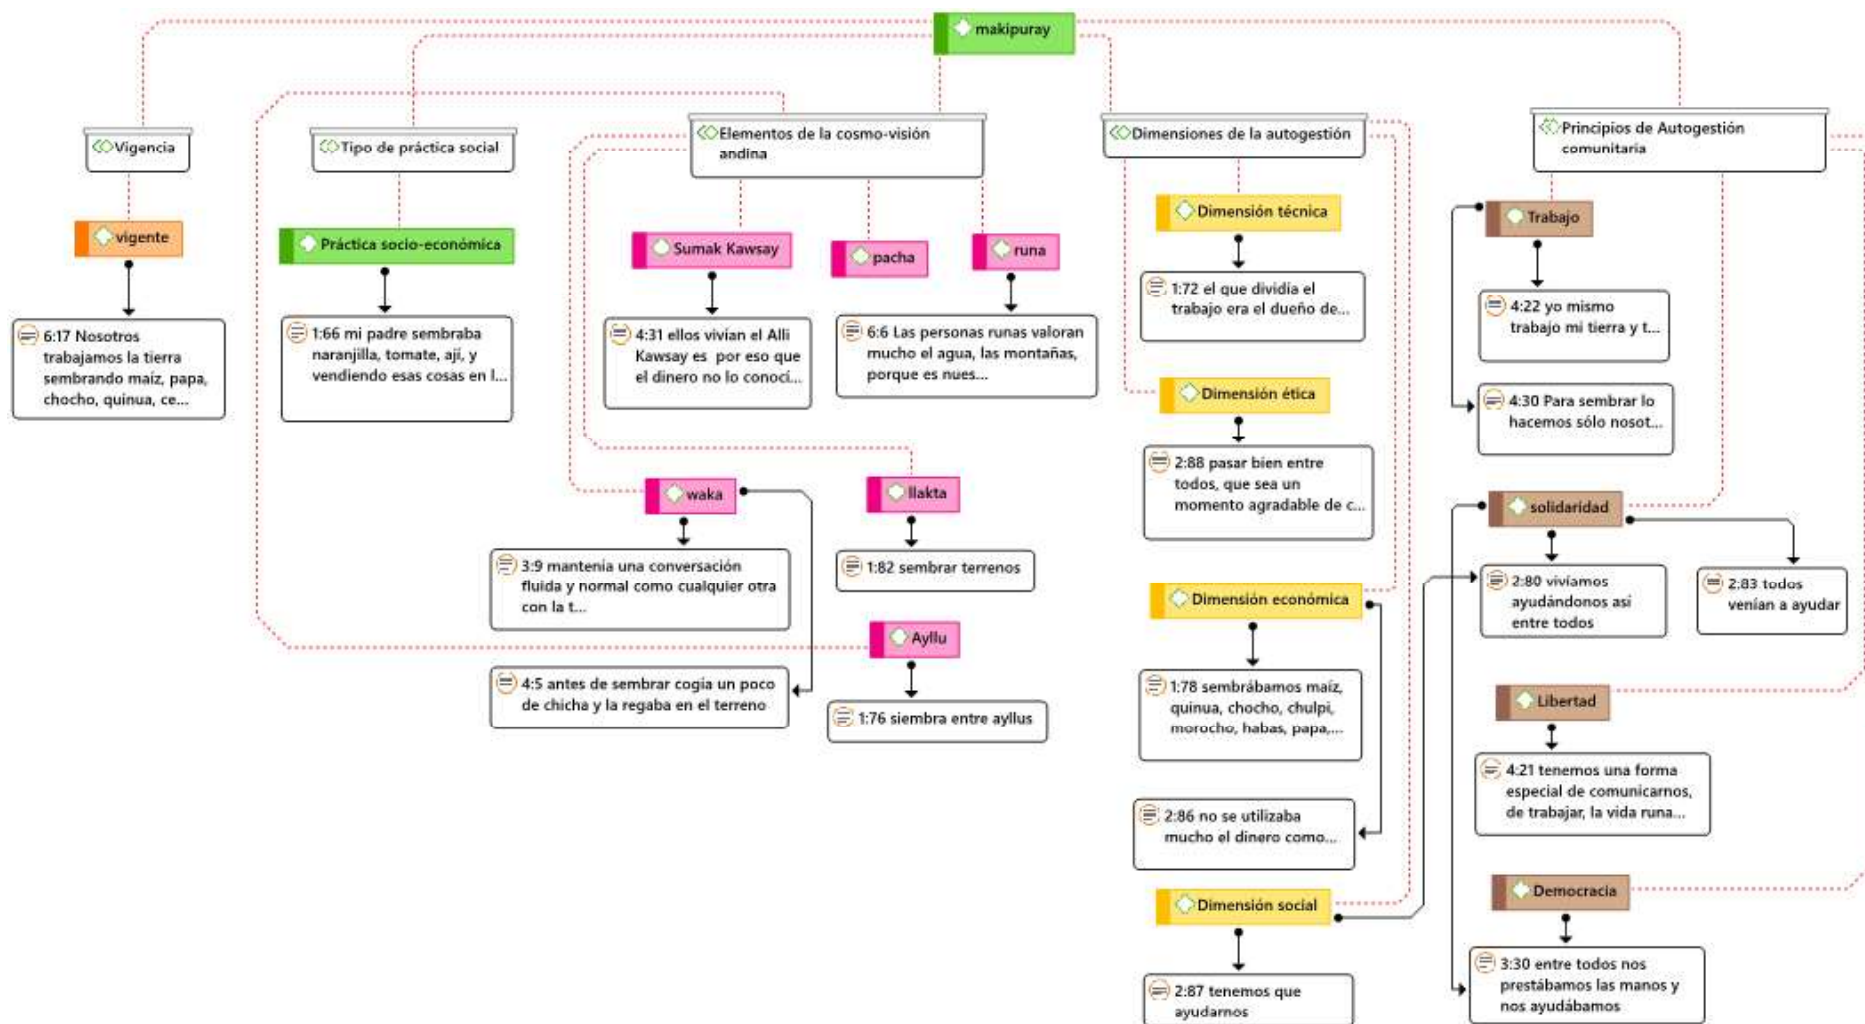 makipuray
Vigencia
Tipo de práctica social
Elementos de la cosmo-visión
andina
Dimensiones de la autogestión
Principios de Autogestión
comunitaria
vigente
6:17 Nosotros
trabajamos la tierra
sembrando maíz, papa,
chocho, quinua, ce...
Práctica socio-económica
1:66 mi padre sembraba
naranjilla, tomate, ají, y
vendiendo esas cosas en l...
Sumak Kawsay
4:31 ellos vivían el Alli
Kawsay es por eso que
el dinero no lo conocí...
pacha
runa
6:6 Las personas runas valoran
mucho el agua, las montañas,
porque es nues...
waka
3:9 mantenía una conversación
fluida y normal como cualquier otra
con la t...
4:5 antes de sembrar cogía un poco
de chicha y la regaba en el terreno
llakta
1:82 sembrar terrenos
Ayllu
1:76 siembra entre ayllus
Dimensión técnica
1:72 el que dividía el
trabajo era el dueño de...
Dimensión ética
2:88 pasar bien entre
todos, que sea un
momento agradable de c...
Dimensión económica
1:78 sembrábamos maíz,
quinua, chocho, chulpi,
morocho, habas, papa,...
2:86 no se utilizaba
mucho el dinero como...
Dimensión social
2:87 tenemos que
ayudarnos
Trabajo
4:22 yo mismo
trabajo mi tierra y t...
4:30 Para sembrar lo
hacemos sólo nosot...
solidaridad
2:80 vivíamos
ayudándonos así
entre todos
2:83 todos
venían a ayudar
Libertad
4:21 tenemos una forma
especial de comunicarnos,
de trabajar, la vida runa...
Democracia
3:30 entre todos nos
prestábamos las manos y
nos ayudábamos